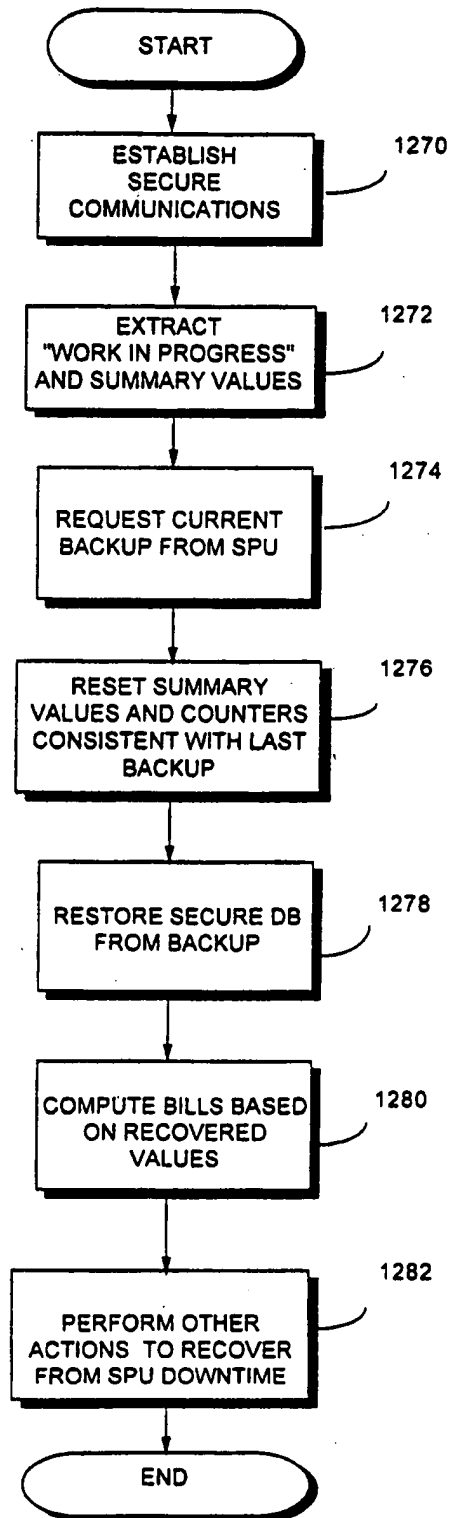 START
ESTABLISH
SECURE
COMMUNICATIONS
1270
EXTRACT
"WORK IN PROGRESS"
AND SUMMARY VALUES
1272
REQUEST CURRENT
BACKUP FROM SPU
1274
RESET SUMMARY
VALUES AND COUNTERS
CONSISTENT WITH LAST
BACKUP
1276
RESTORE SECURE DB
FROM BACKUP
1278
COMPUTE BILLS BASED
ON RECOVERED
VALUES
1280
PERFORM OTHER
ACTIONS TO RECOVER
FROM SPU DOWNTIME
1282
END